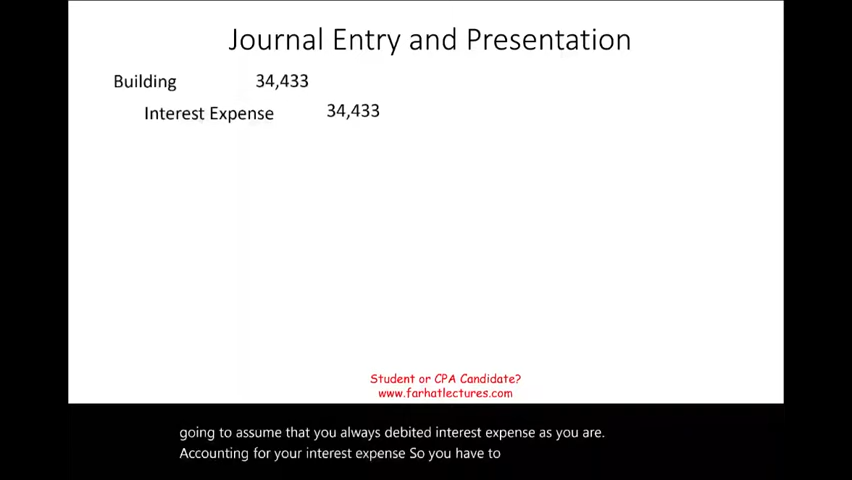 Journal Entry and Presentation
Building 34,433
Interest Expense 34,433
Student or CPA Candidate?
www.farhatlectures.com
going to assume that you always debited interest expense as you are.
Accounting for your interest expense So you have to